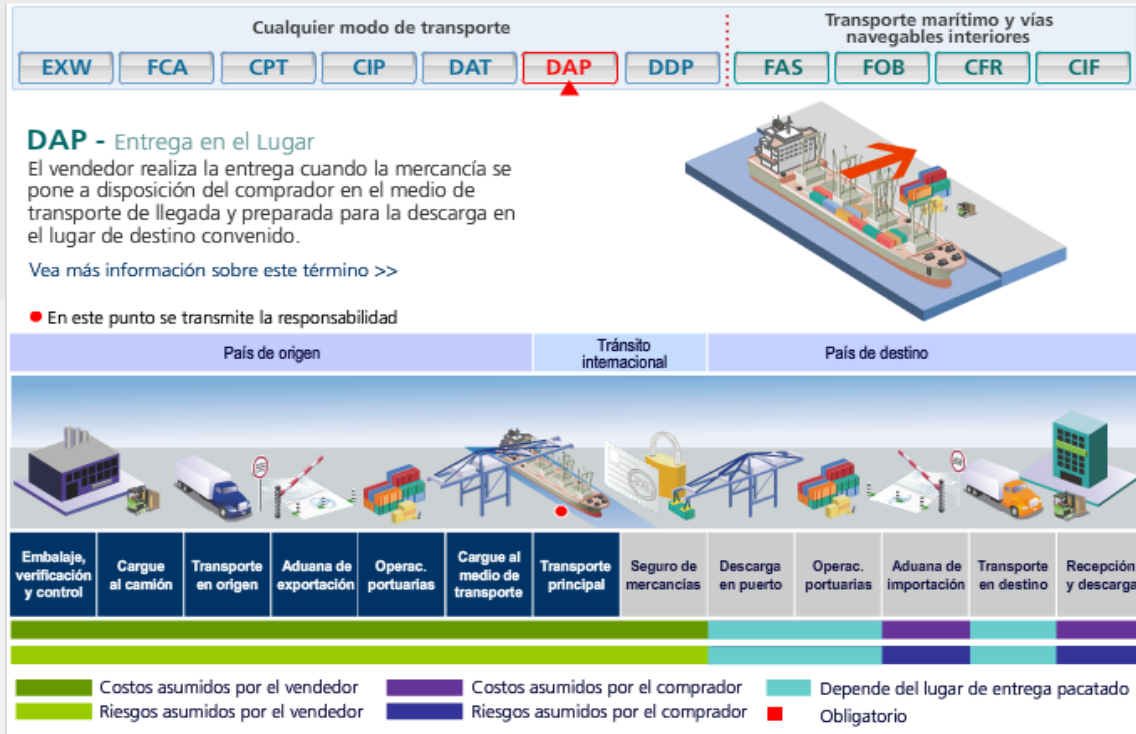 Cualquier modo de transporte
Transporte marítimo y vías
navegables interiores
EXW FCA CPT CIP DAT DAP DDP FAS FOB CFR CIF
DAP - Entrega en el Lugar
El vendedor realiza la entrega cuando la mercancía se
pone a disposición del comprador en el medio de
transporte de llegada y preparada para la descarga en
el lugar de destino convenido.
Vea más información sobre este término >>
En este punto se transmite la responsabilidad
País de origen
Tránsito
internacional
País de destino
Embalaje,
verificación
y control
Cargue
al camión
Transporte
en origen
Aduana de
exportación
Operac.
portuarias
Cargue al
medio de
transporte
Transporte
principal
Seguro de
mercancías
Descarga
en puerto
Operac.
portuarias
Aduana de
importación
Transporte
en destino
Recepción
y descarga
Costos asumidos por el vendedor
Costos asumidos por el comprador
Depende del lugar de entrega pacatado
Riesgos asumidos por el vendedor
Riesgos asumidos por el comprador
Obligatorio